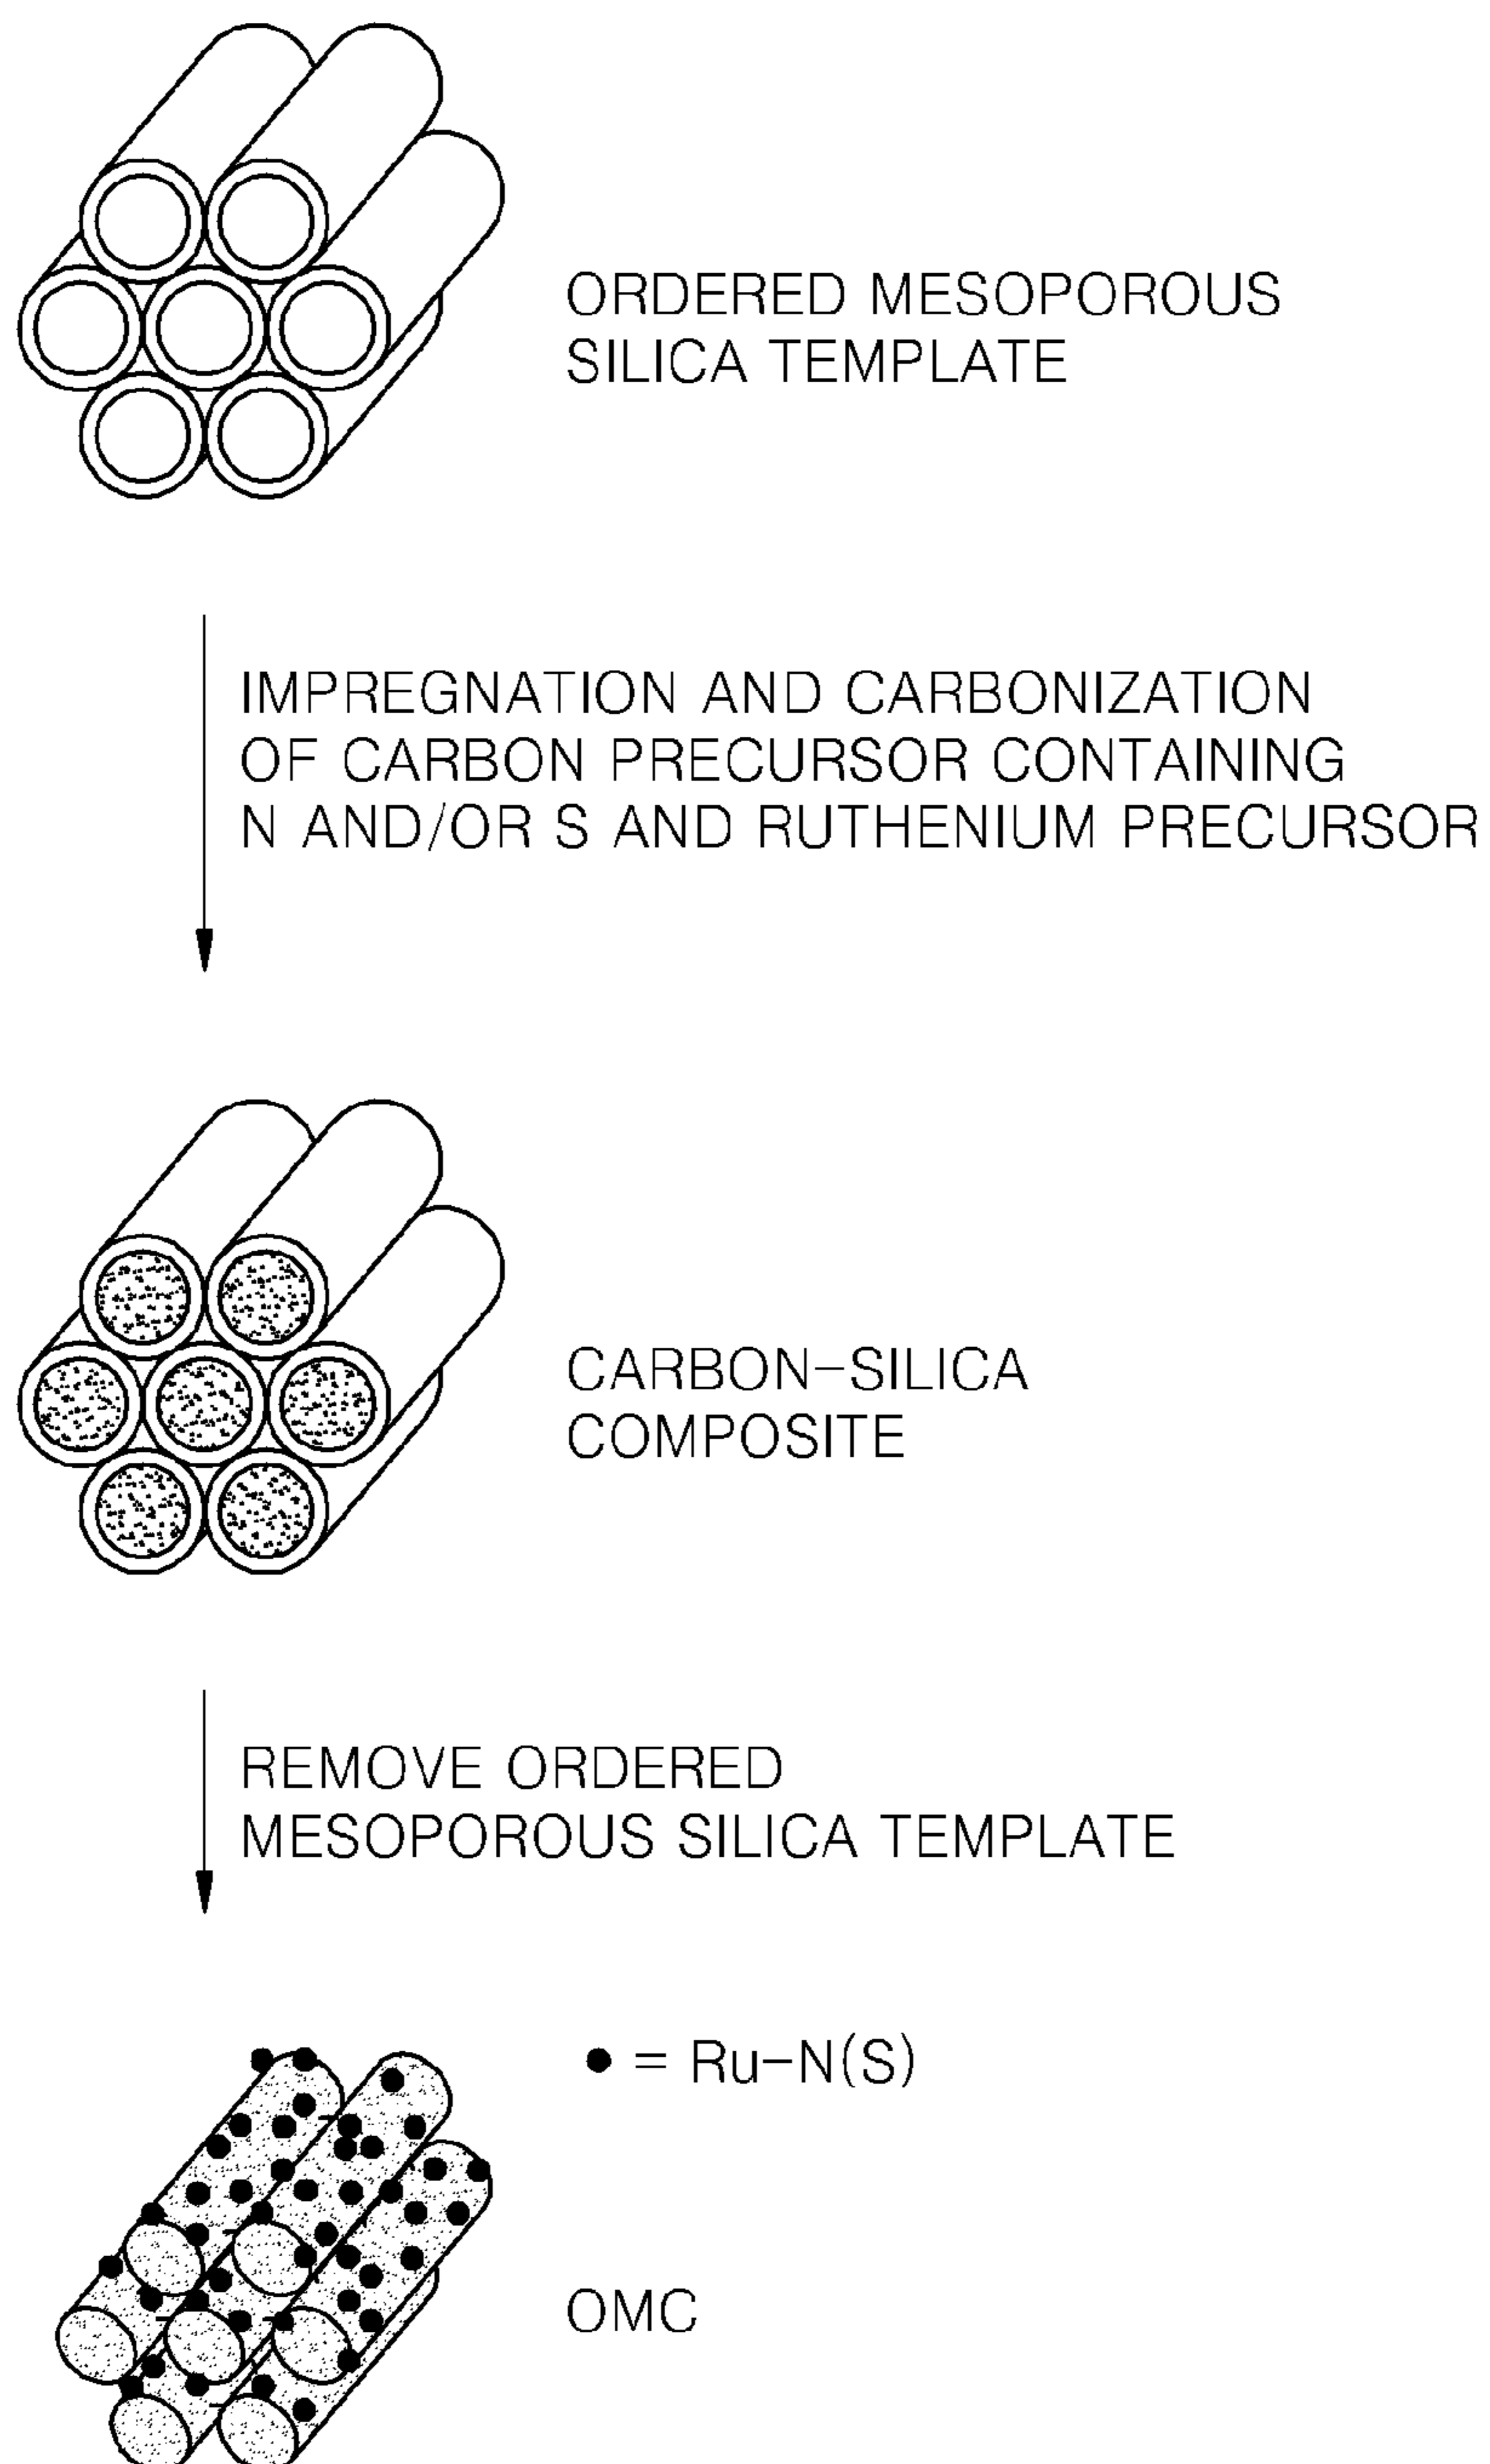 ORDERED MESOPOROUS
SILICA TEMPLATE
IMPREGNATION AND CARBONIZATION
OF CARBON PRECURSOR CONTAINING
N AND/OR S AND RUTHENIUM PRECURSOR
CARBON-SILICA
COMPOSITE
REMOVE ORDERED
MESOPOROUS SILICA TEMPLATE
● = Ru-N(S)
OMC